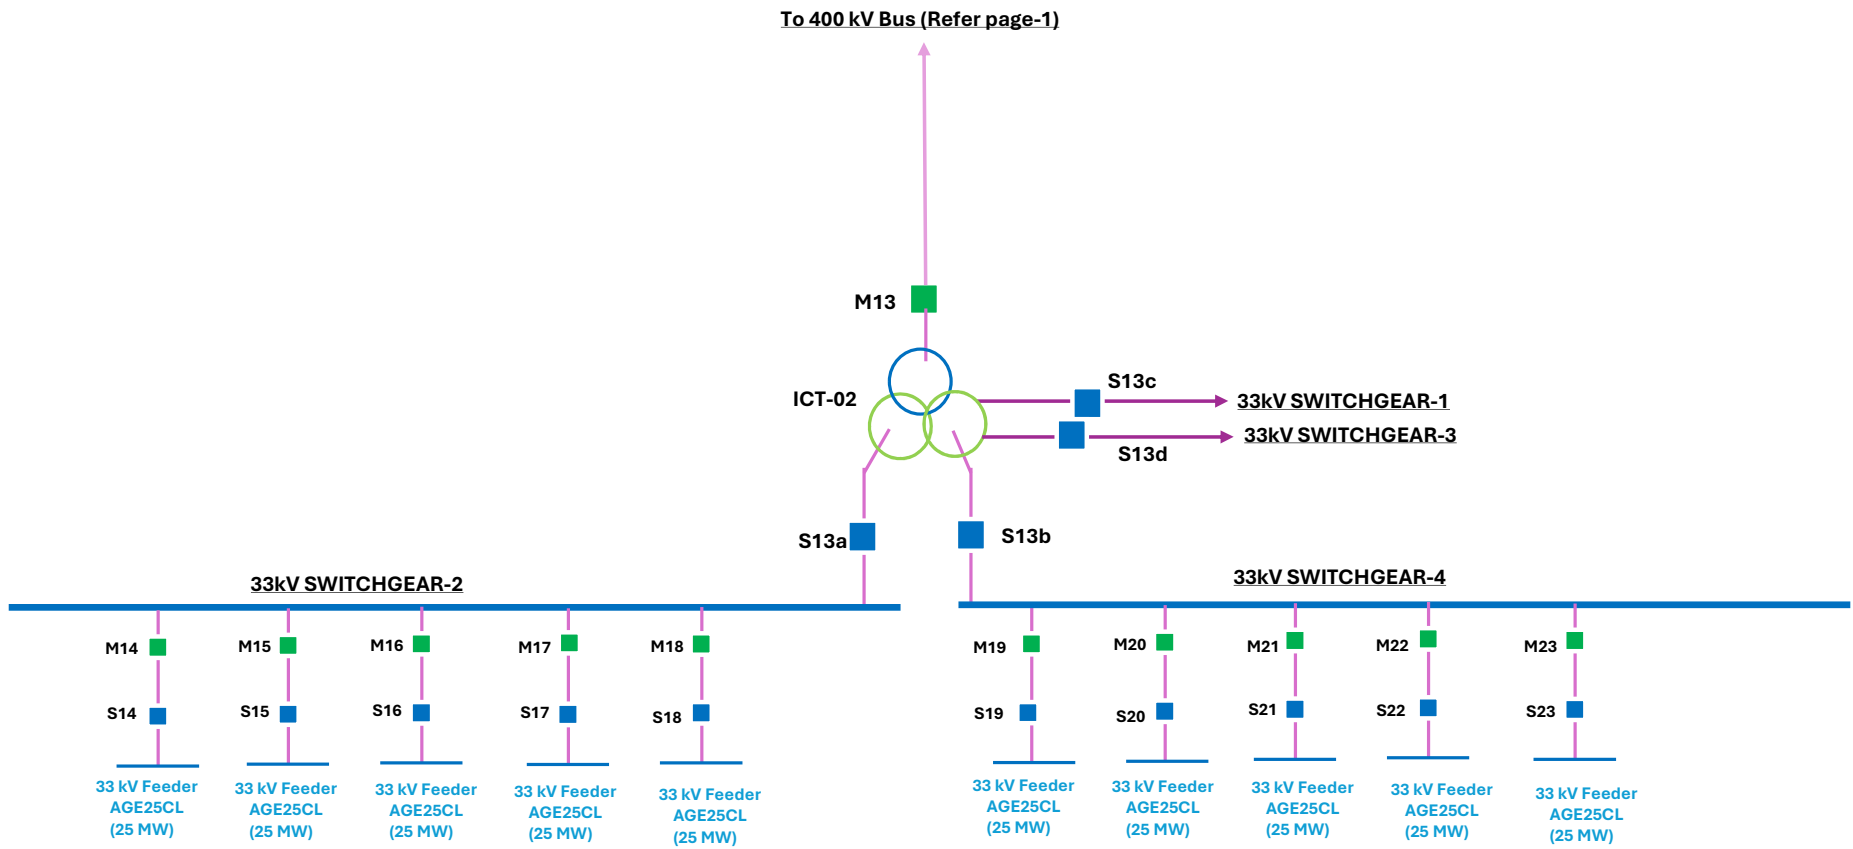 To 400 kV Bus (Refer page-1)
M13
ICT-02
S13c
33kV SWITCHGEAR-1
33kV SWITCHGEAR-3
S13d
S13a
S13b
33kV SWITCHGEAR-2
33kV SWITCHGEAR-4
M14
M15
M16
M17
M18
M19
M20
M21
M22
M23
S14
S15
S16
S17
S18
S19
S20
S21
S22
S23
33 kV Feeder
AGE25CL
(25 MW)
33 kV Feeder
AGE25CL
(25 MW)
33 kV Feeder
AGE25CL
(25 MW)
33 kV Feeder
AGE25CL
(25 MW)
33 kV Feeder
AGE25CL
(25 MW)
33 kV Feeder
AGE25CL
(25 MW)
33 kV Feeder
AGE25CL
(25 MW)
33 kV Feeder
AGE25CL
(25 MW)
33 kV Feeder
AGE25CL
(25 MW)
33 kV Feeder
AGE25CL
(25 MW)